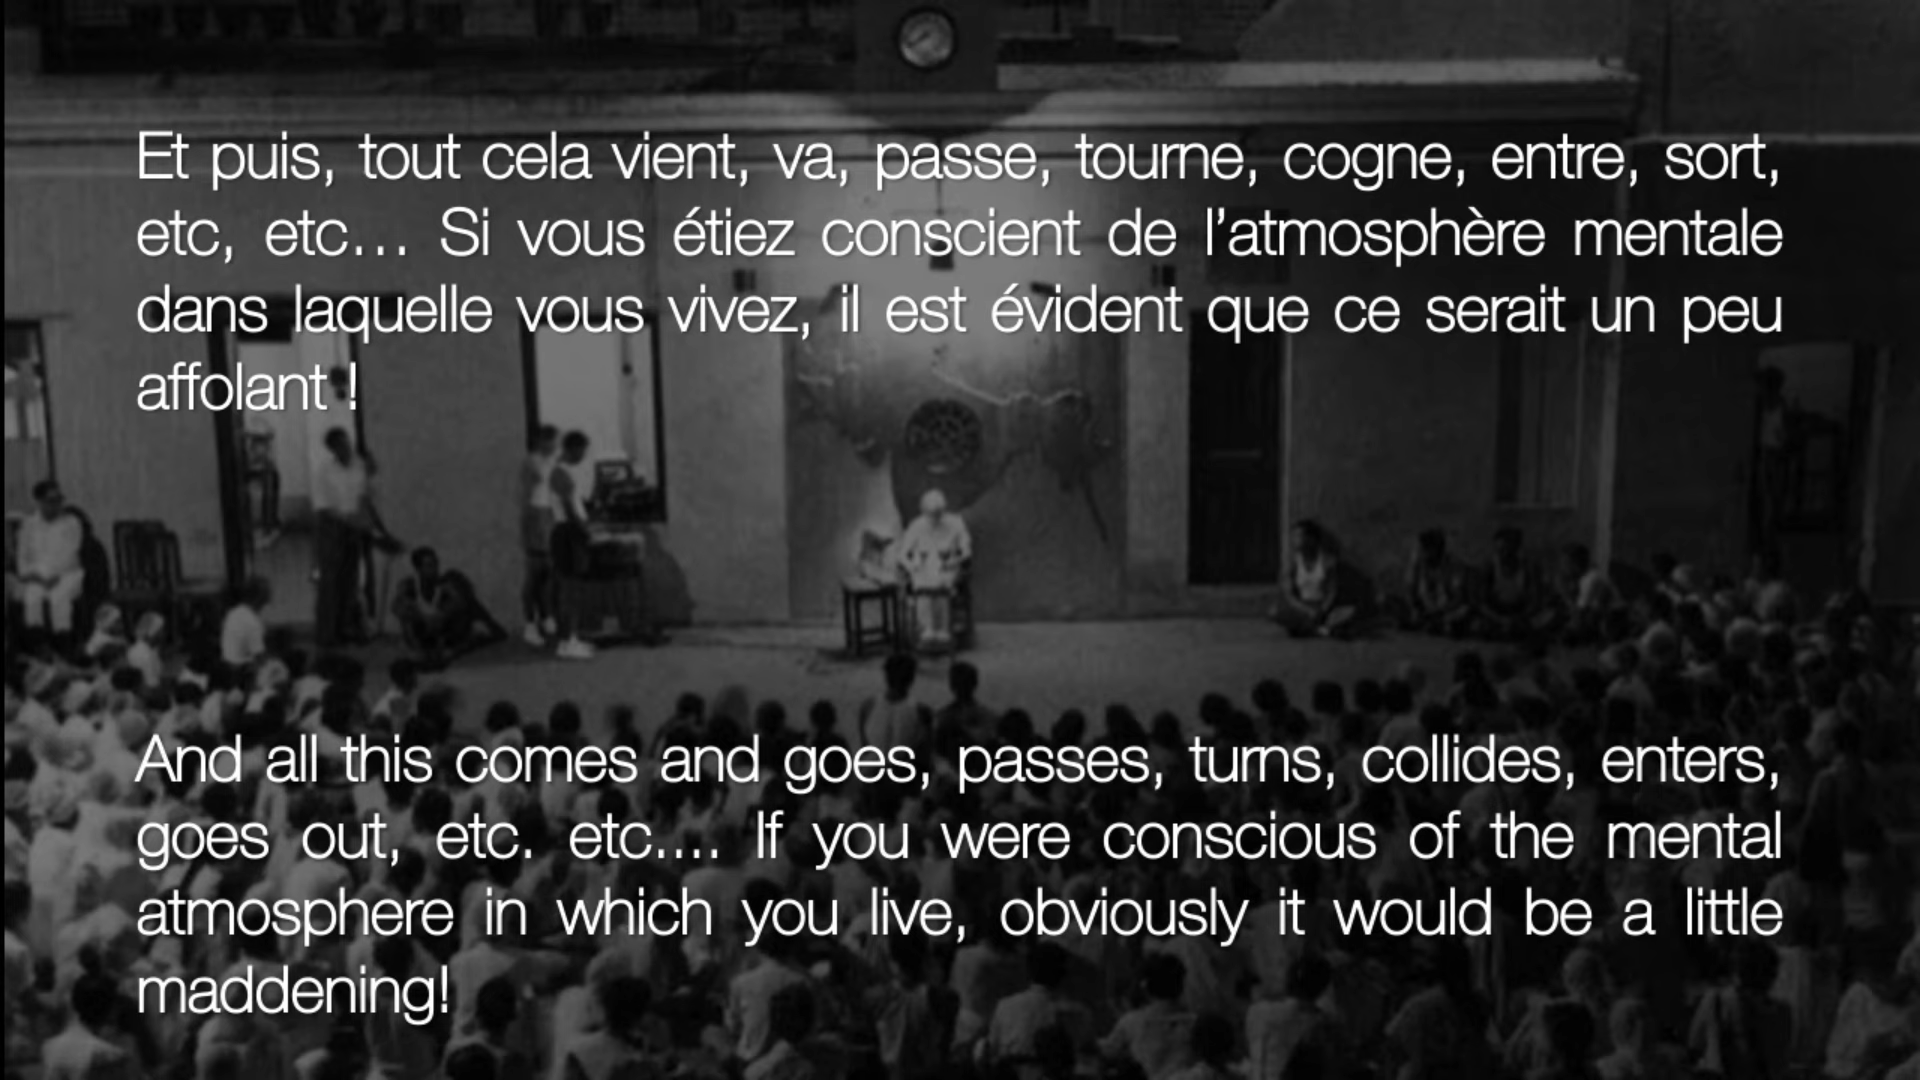 Et puis, tout cela vient, va, passe, tourne, cogne, entre, sort,
etc, etc… Si vous étiez conscient de l’atmosphère mentale
dans laquelle vous vivez, il est évident que ce serait un peu
affolant !
And all this comes and goes, passes, turns, collides, enters,
goes out, etc. etc.... If you were conscious of the mental
atmosphere in which you live, obviously it would be a little
maddening!